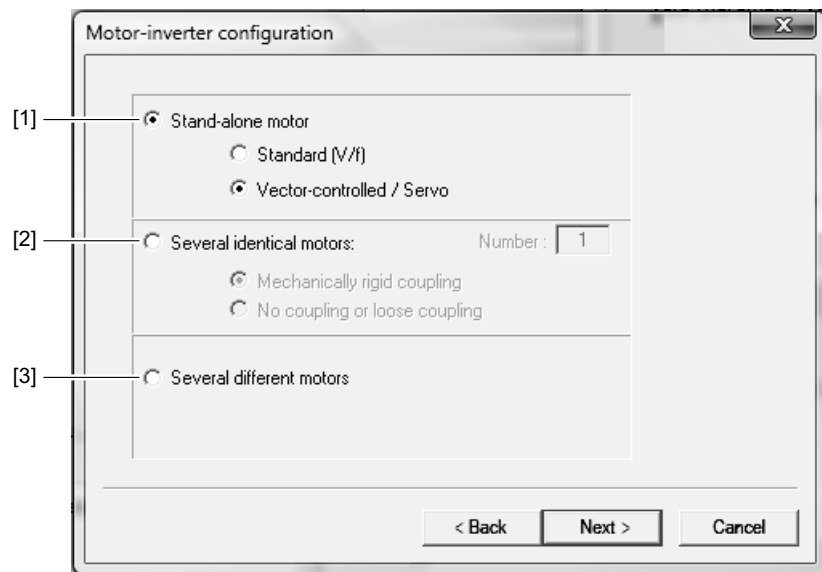 Motor-inverter configuration
X
[1]
Stand-alone motor
Standard (V/f)
Vector-controlled / Servo
[2]
Several identical motors: Number : 1
Mechanically rigid coupling
No coupling or loose coupling
[3]
Several different motors
< Back Next > Cancel